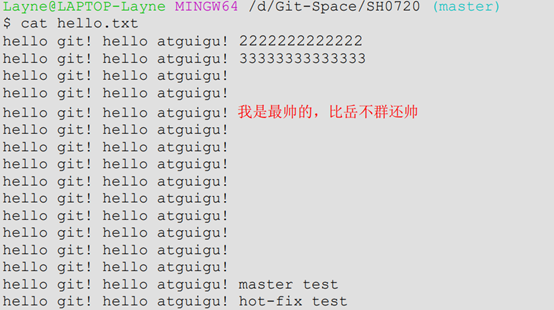 Layne@LAPTOP-Layne MINGW64 /d/Git-Space/SH0720 (master)
$ cat hello.txt
hello git! hello atguigu! 2222222222222
hello git! hello atguigu! 33333333333333
hello git! hello atguigu!
hello git! hello atguigu!
hello git! hello atguigu! 我是最帅的，比岳不群还帅
hello git! hello atguigu!
hello git! hello atguigu!
hello git! hello atguigu!
hello git! hello atguigu!
hello git! hello atguigu!
hello git! hello atguigu!
hello git! hello atguigu!
hello git! hello atguigu!
hello git! hello atguigu!
hello git! hello atguigu! master test
hello git! hello atguigu! hot-fix test